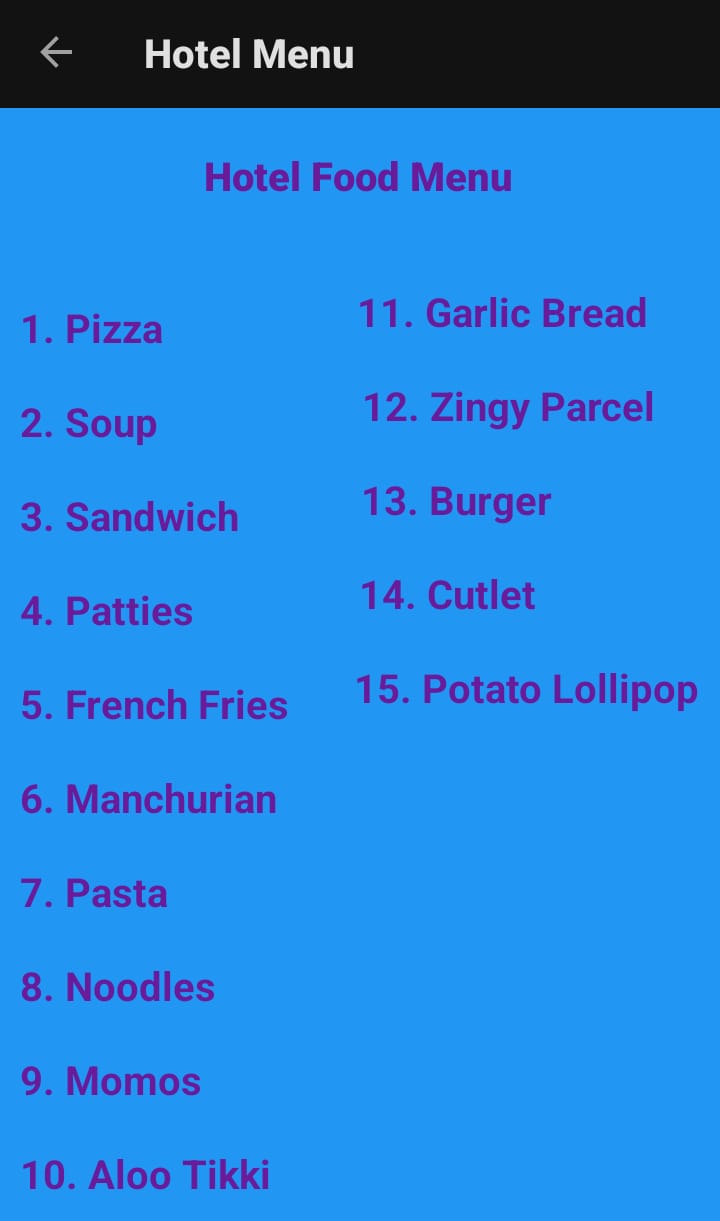 Hotel Menu
Hotel Food Menu
1. Pizza
2. Soup
3. Sandwich
4. Patties
5. French Fries
6. Manchurian
7. Pasta
8. Noodles
9. Momos
10. Aloo Tikki
11. Garlic Bread
12. Zingy Parcel
13. Burger
14. Cutlet
15. Potato Lollipop